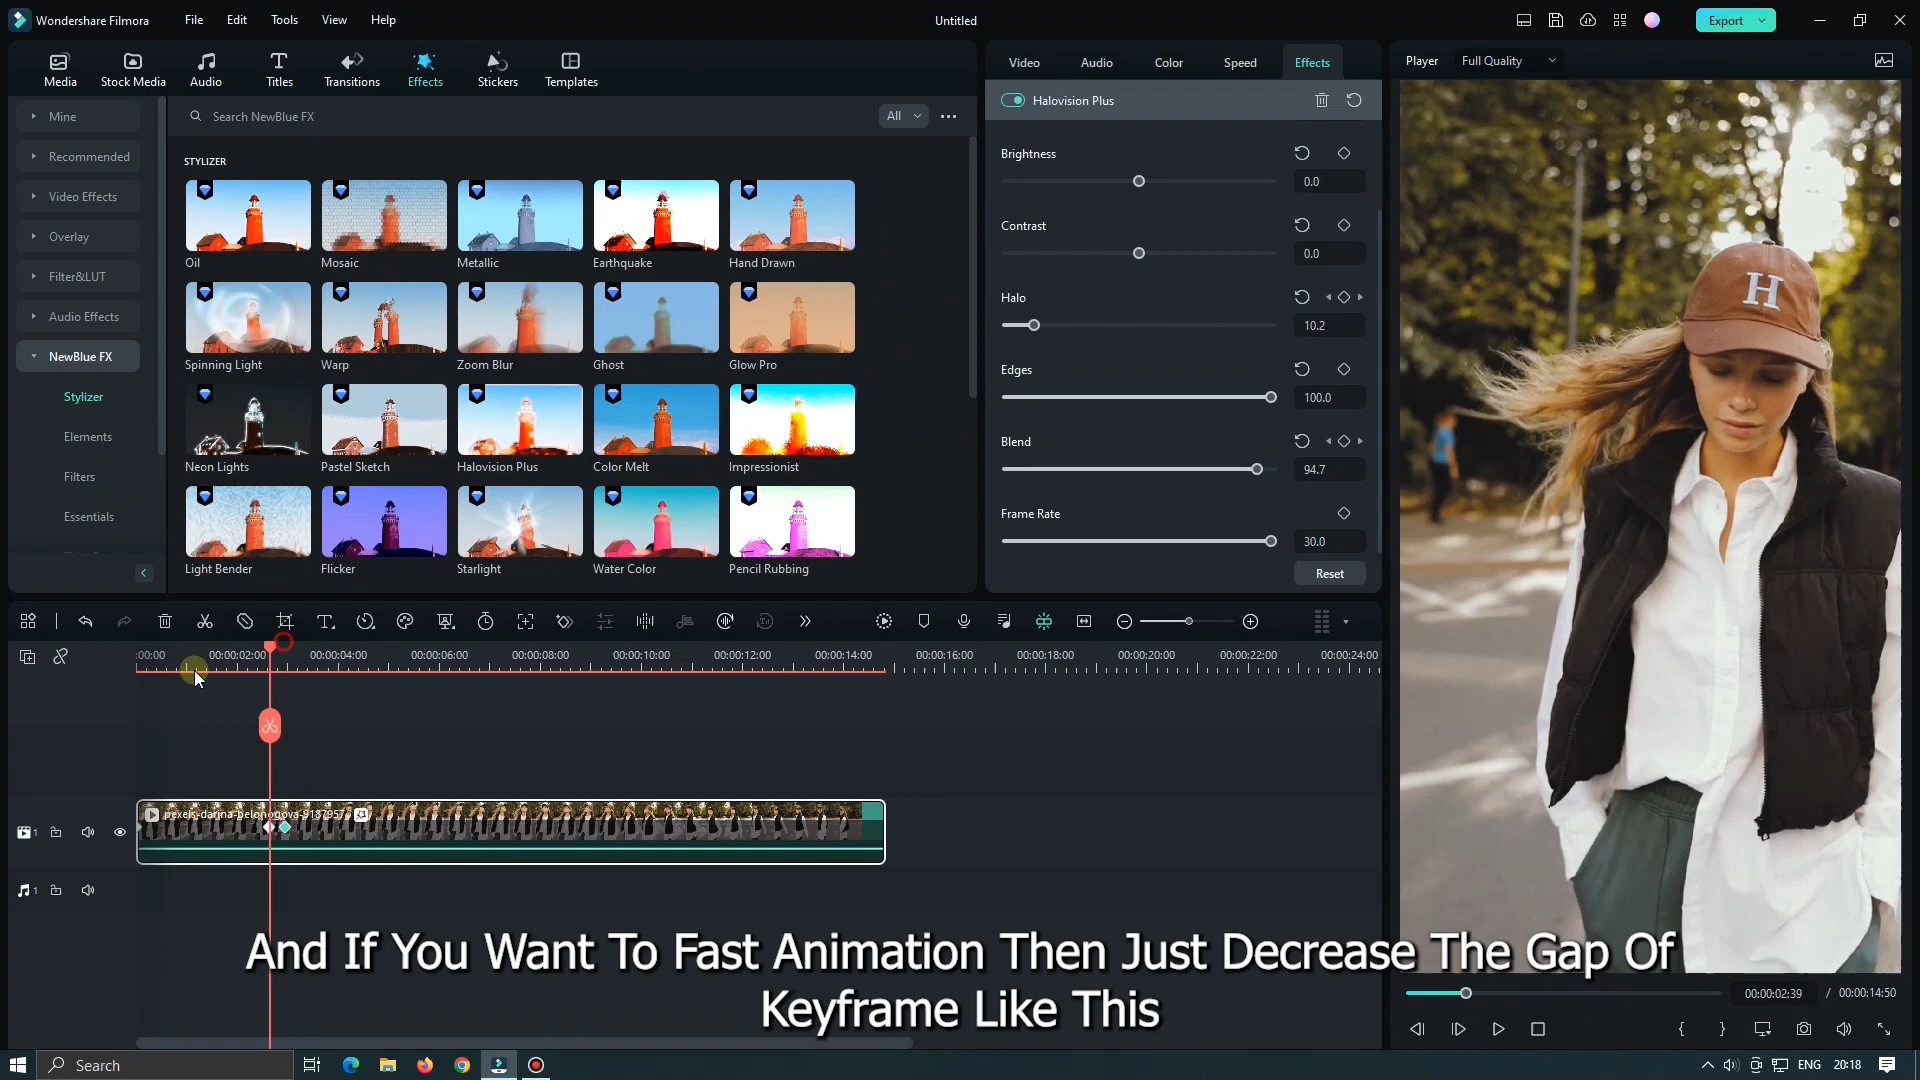 Wondershare Filmora
File
Edit
Tools
View
Help
Untitled
Export
Media
Stock Media
Audio
Titles
Transitions
Effects
Stickers
Templates
Video
Audio
Color
Speed
Effects
Player
Full Quality
Mine
Recommended
Video Effects
Overlay
Filter&LUT
Audio Effects
NewBlue FX
Stylizer
Elements
Filters
Essentials
Search NewBlue FX
All
STYLIZER
Oil
Mosaic
Metallic
Earthquake
Hand Drawn
Spinning Light
Warp
Zoom Blur
Ghost
Glow Pro
Neon Lights
Pastel Sketch
Halovision Plus
Color Melt
Impressionist
Light Bender
Flicker
Starlight
Water Color
Pencil Rubbing
Halovision Plus
Brightness
0.0
Contrast
0.0
Halo
10.2
Edges
100.0
Blend
94.7
Frame Rate
30.0
Reset
H
:00:00
00:00:02:00
00:00:04:00
00:00:06:00
00:00:08:00
00:00:10:00
00:00:12:00
00:00:14:00
00:00:16:00
00:00:18:00
00:00:20:00
00:00:22:00
00:00:24:00
pexels-darina-belonogova-9187957
1
1
And If You Want To Fast Animation Then Just Decrease The Gap Of
Keyframe Like This
00:00:02:39 / 00:00:14:50
Search
ENG
20:18